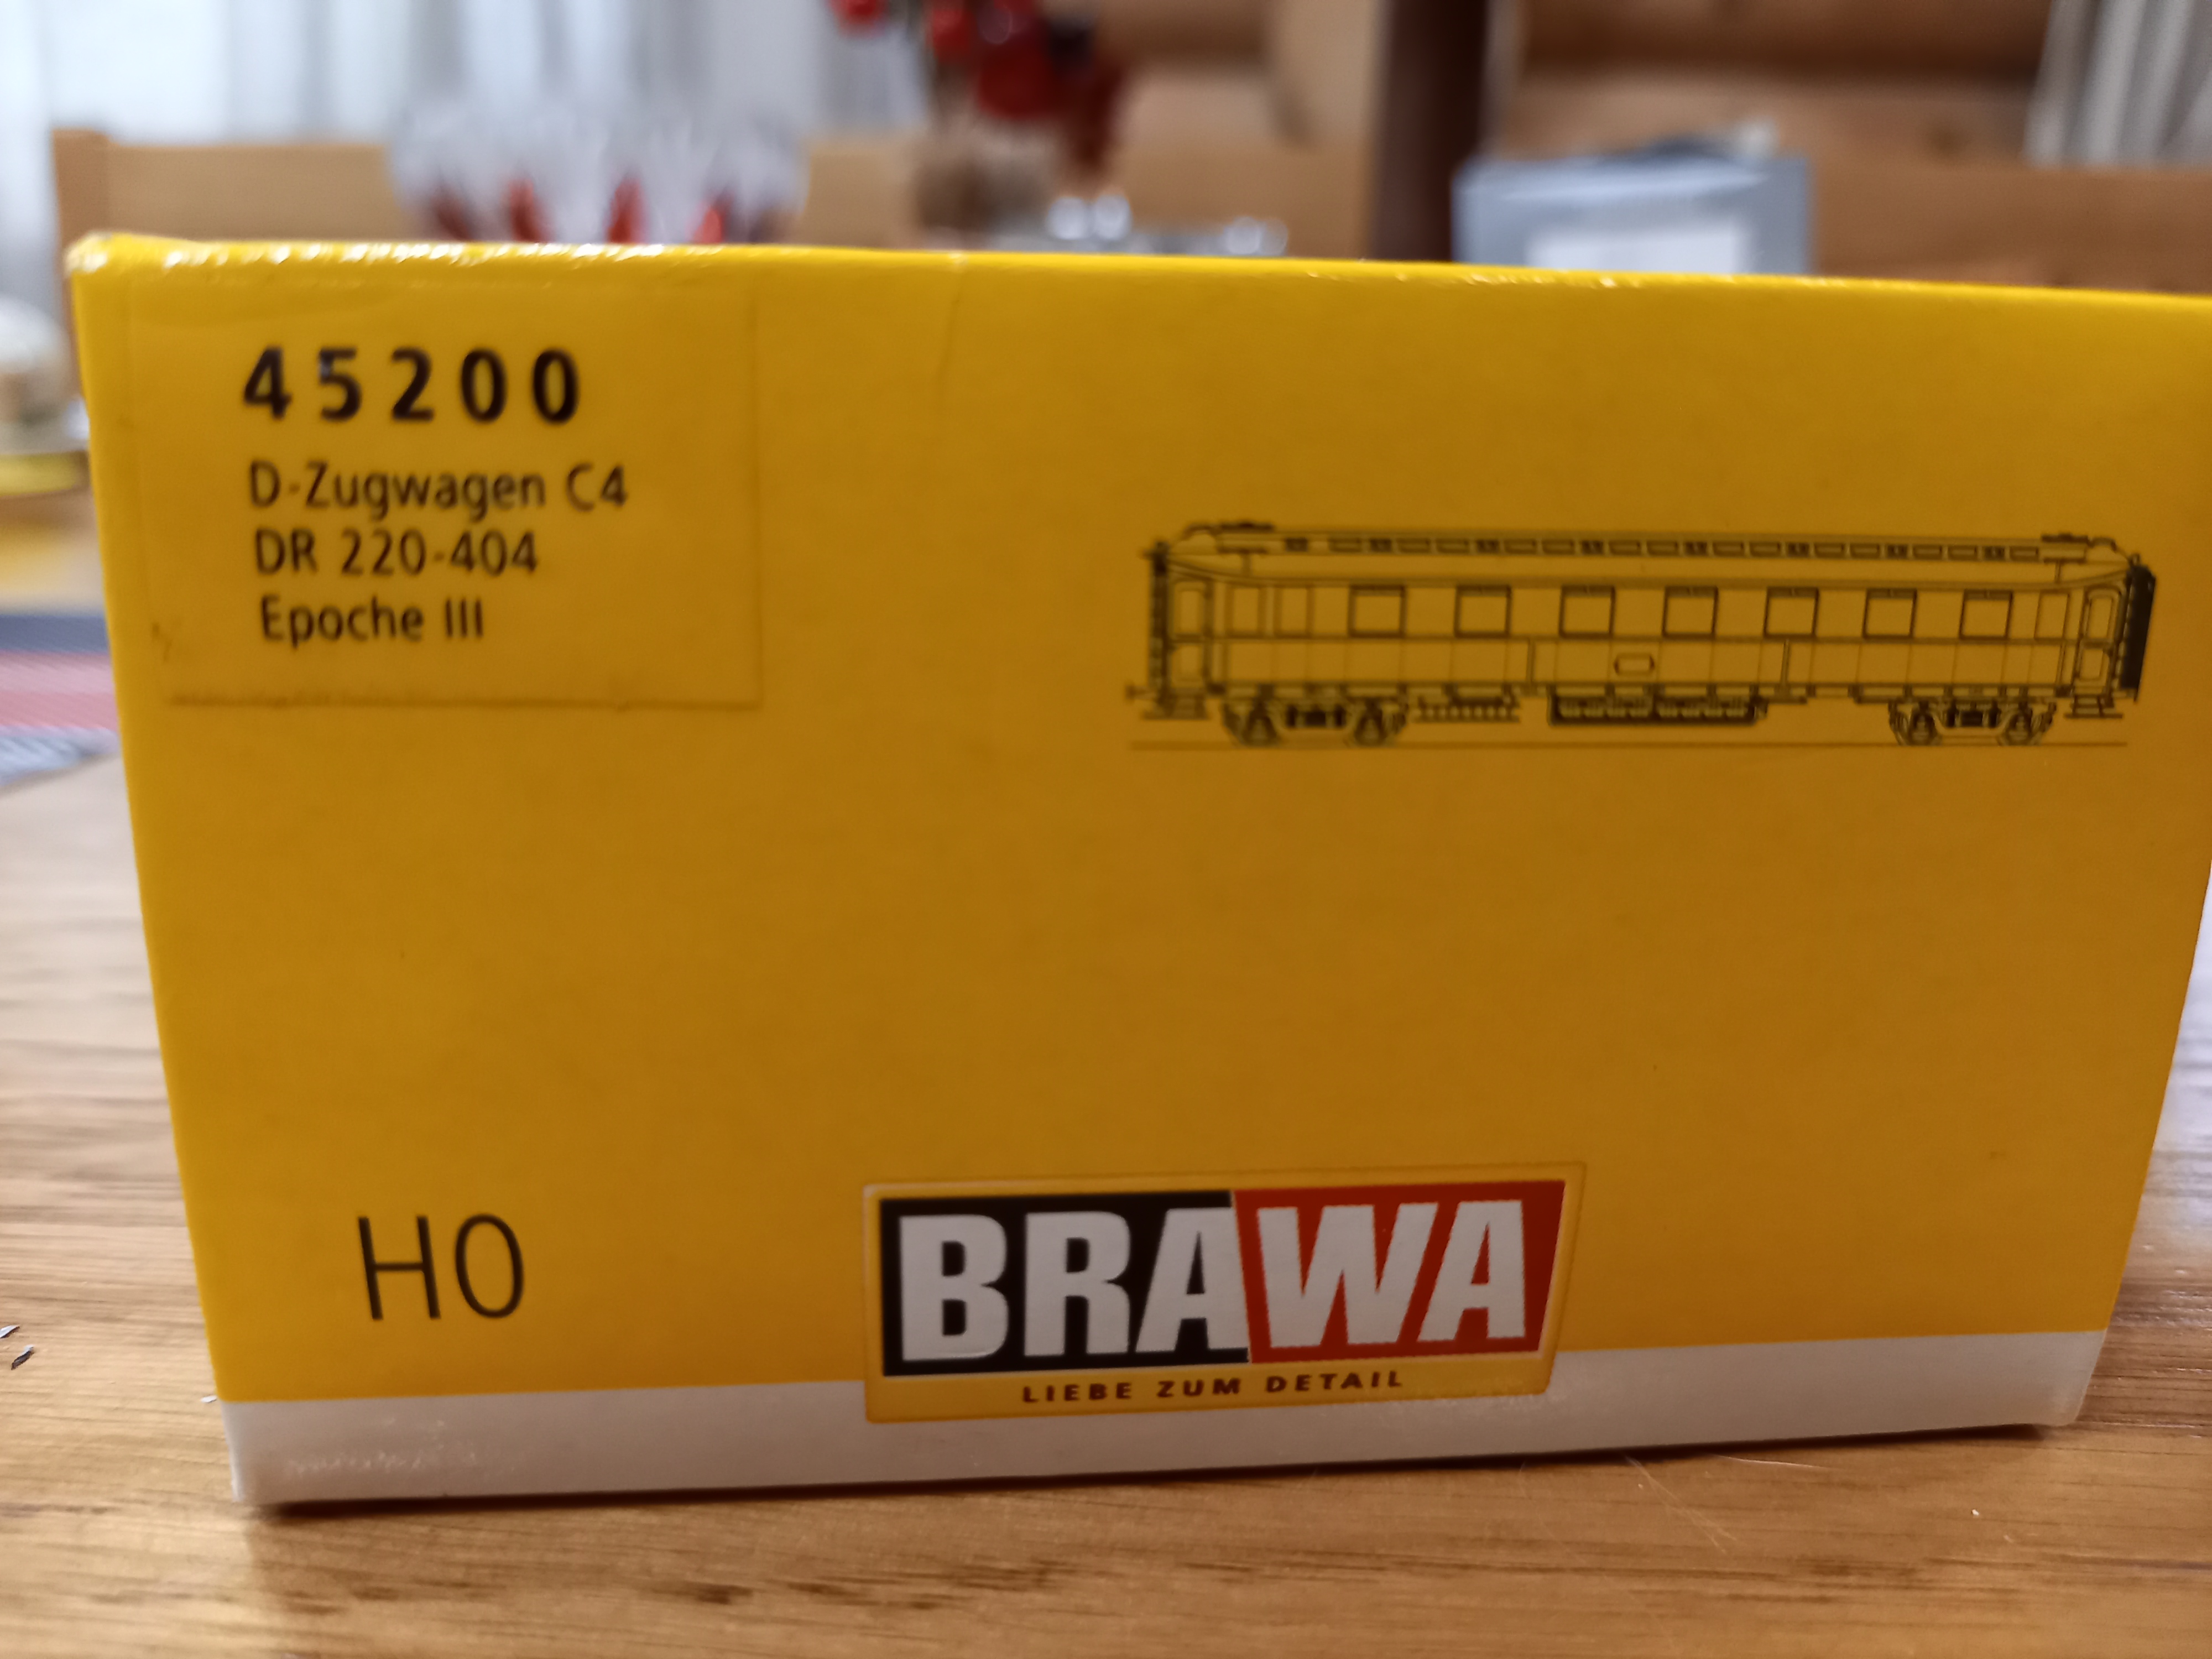 45200
D-Zugwagen C4
DR 220-404
Epoche III
H0
BRAWA
LIEBE ZUM DETAIL